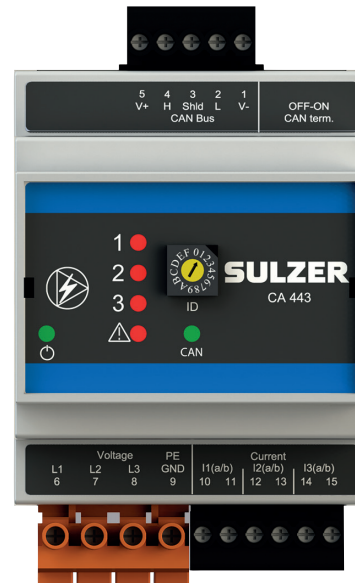 5 4 3 2 1
V+ H Shld L V-
CAN Bus
OFF-ON
CAN term.
1
2
3
0123456789ABCDEF
ID
SULZER
CA 443
CAN
Voltage PE Current
L1 L2 L3 GND I1(a/b) I2(a/b) I3(a/b)
6 7 8 9 10 11 12 13 14 15